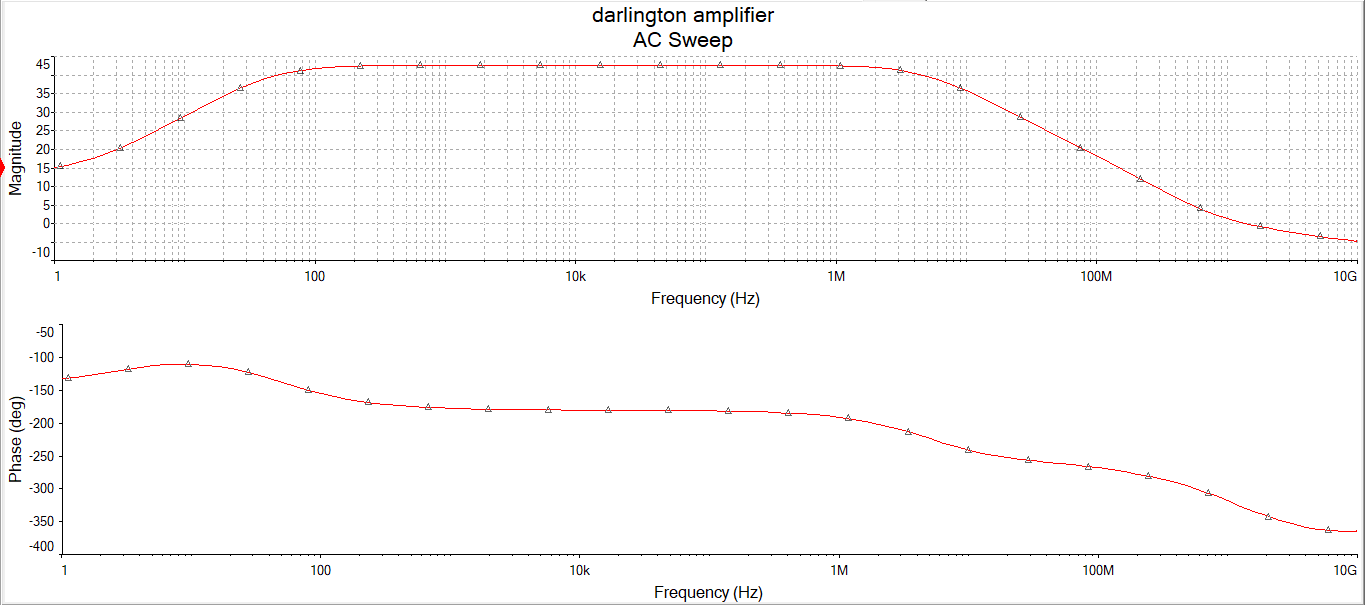 darlington amplifier
AC Sweep
Magnitude
45
35
30
25
20
15
10
5
0
-10
1 100 10k 1M 100M 10G
Frequency (Hz)
Phase (deg)
-50
-100
-150
-200
-250
-300
-350
-400
1 100 10k 1M 100M 10G
Frequency (Hz)